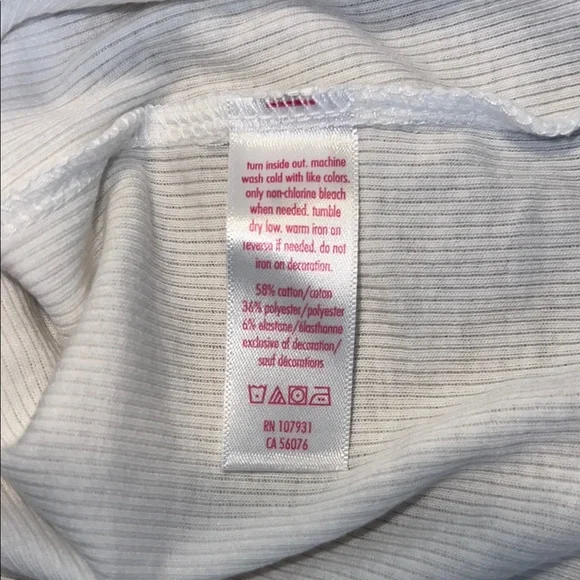 turn inside out. machine
wash cold with like colors.
only non-chlorine bleach
when needed. tumble
dry low. warm iron on
reverse if needed. do not
iron on decoration.
58% cotton/coton
36% polyester/polyester
6% elastane/élasthanne
exclusive of decoration/
sauf décorations
RN 107931
CA 56076